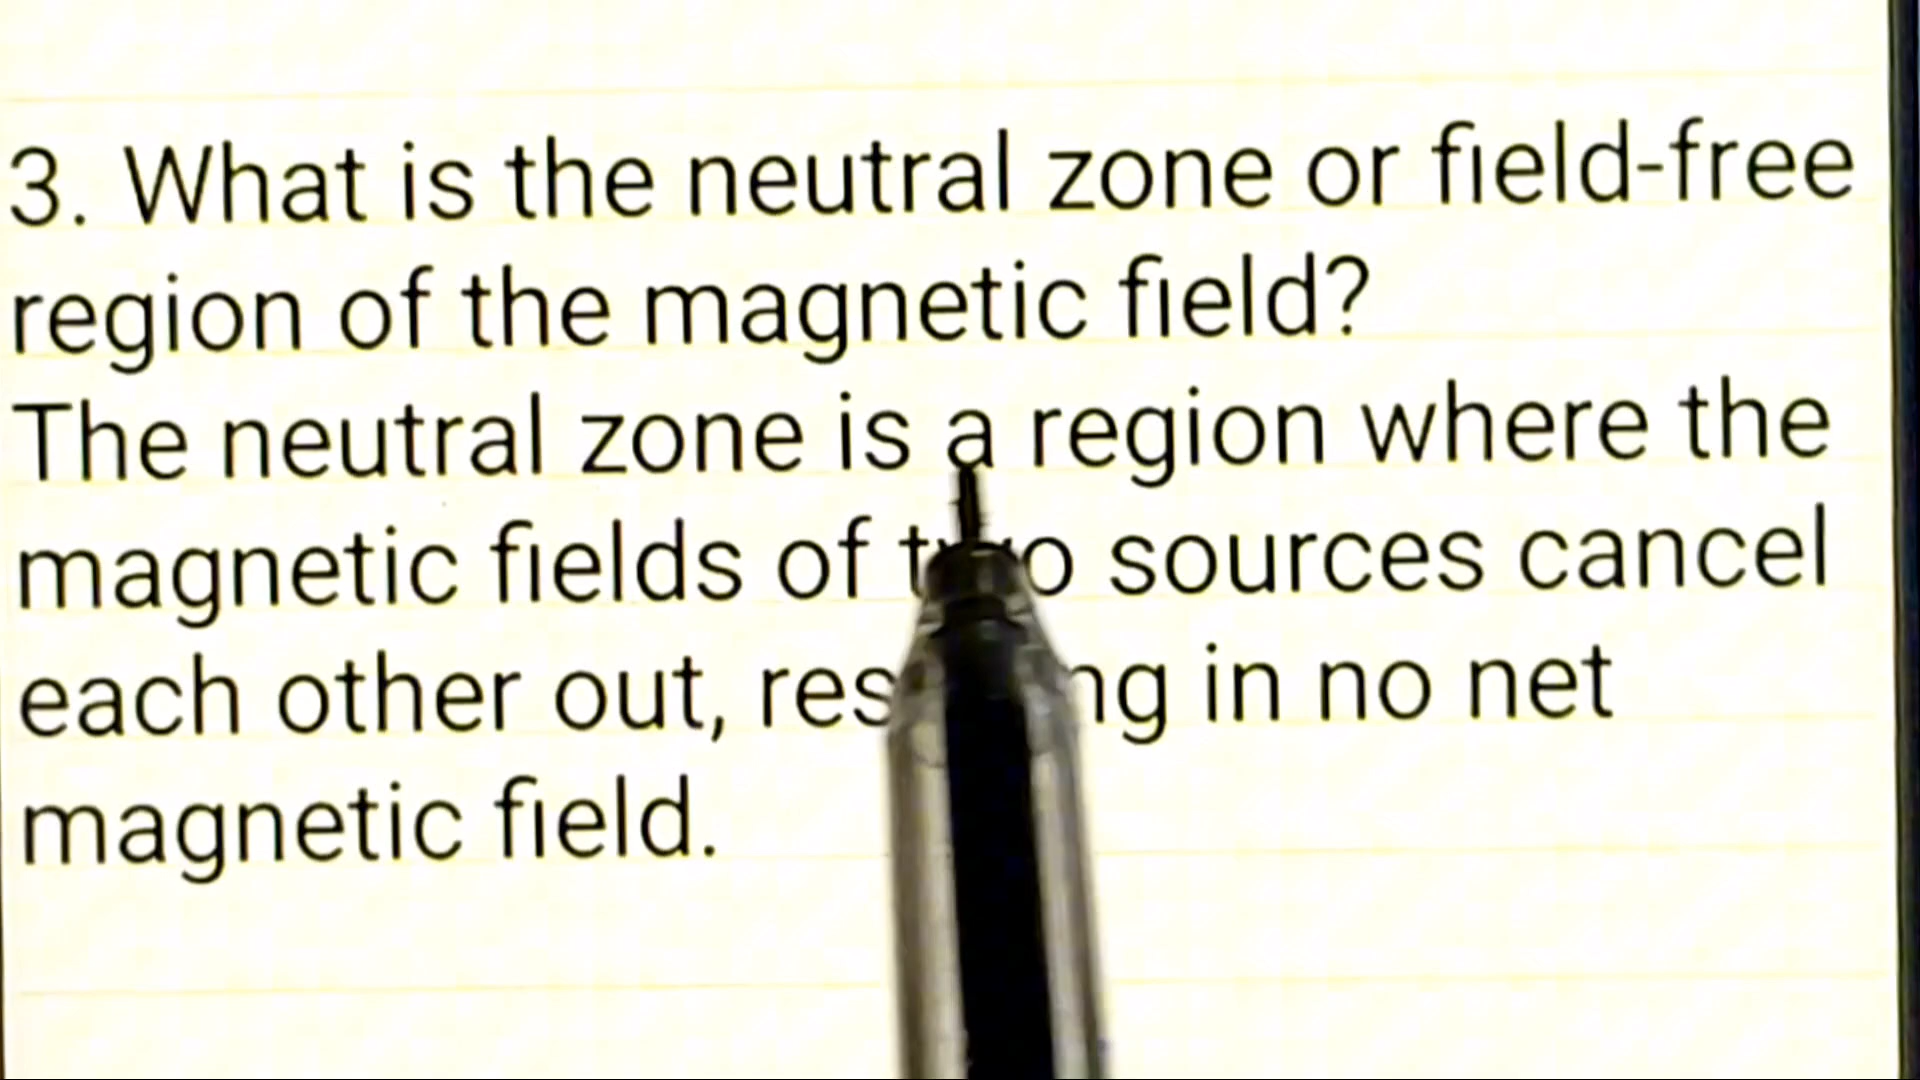 3. What is the neutral zone or field-free
region of the magnetic field?
The neutral zone is a region where the
magnetic fields of two sources cancel
each other out, in no net
magnetic field.